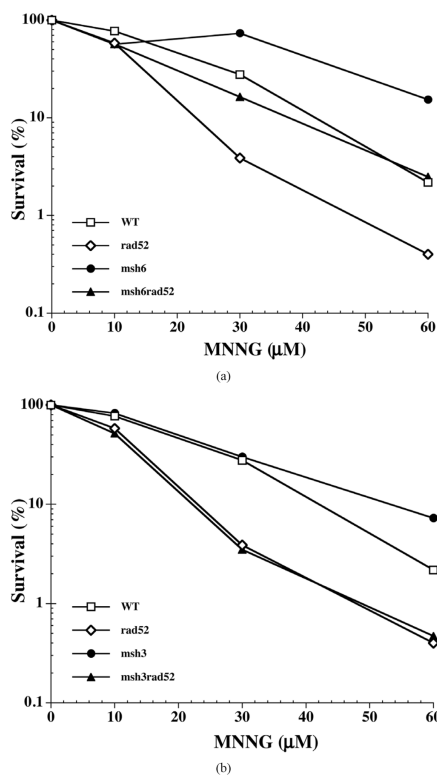 100
10
1
0.1
Survival (%)
WT
rad52
msh6
msh6rad52
0 10 20 30 40 50 60
MNNG (μM)
(a)
100
10
1
0.1
Survival (%)
WT
rad52
msh3
msh3rad52
0 10 20 30 40 50 60
MNNG (μM)
(b)